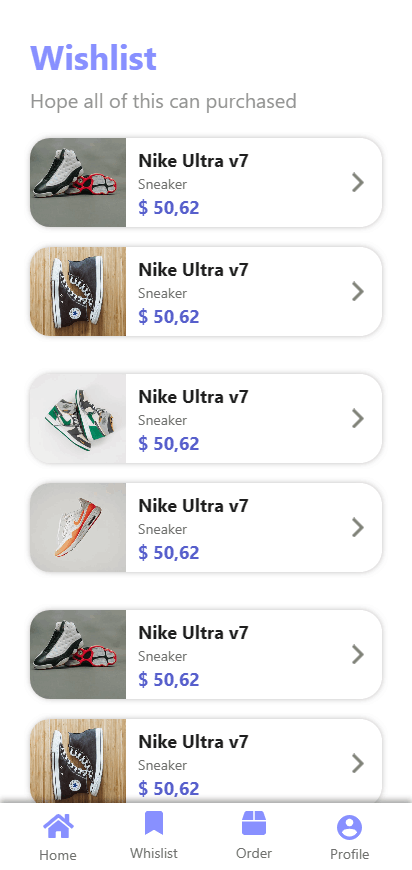 Wishlist
Hope all of this can purchased
Nike Ultra v7
Sneaker
$ 50,62
Nike Ultra v7
Sneaker
$ 50,62
Nike Ultra v7
Sneaker
$ 50,62
Nike Ultra v7
Sneaker
$ 50,62
Nike Ultra v7
Sneaker
$ 50,62
Nike Ultra v7
Sneaker
$ 50,62
Home Whislist Order Profile